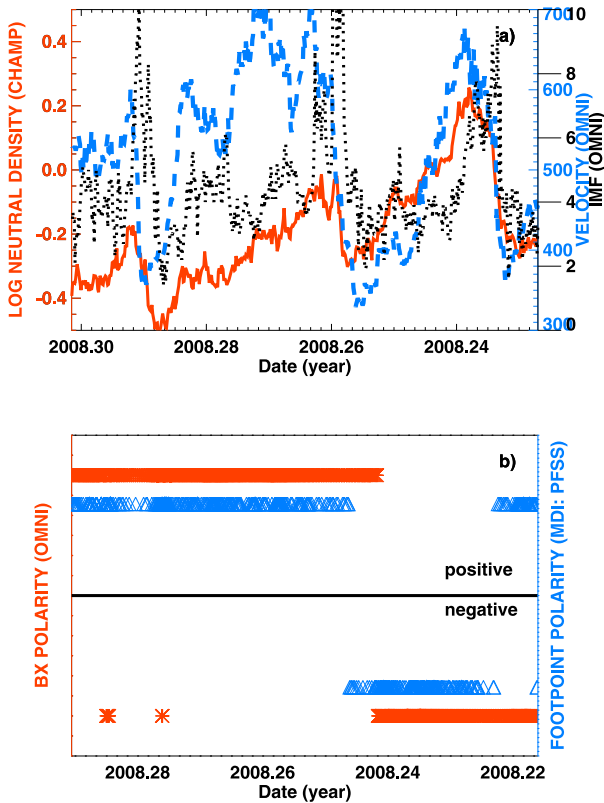 a)
LOG NEUTRAL DENSITY (CHAMP)
0.4
0.2
0.0
-0.2
-0.4
700
600
500
400
300
VELOCITY (OMNI)
10
8
6
4
2
0
IMF (OMNI)
2008.30 2008.28 2008.26 2008.24
Date (year)
b)
BX POLARITY (OMNI)
positive
negative
FOOTPOINT POLARITY (MDI: PFSS)
2008.28 2008.26 2008.24 2008.22
Date (year)